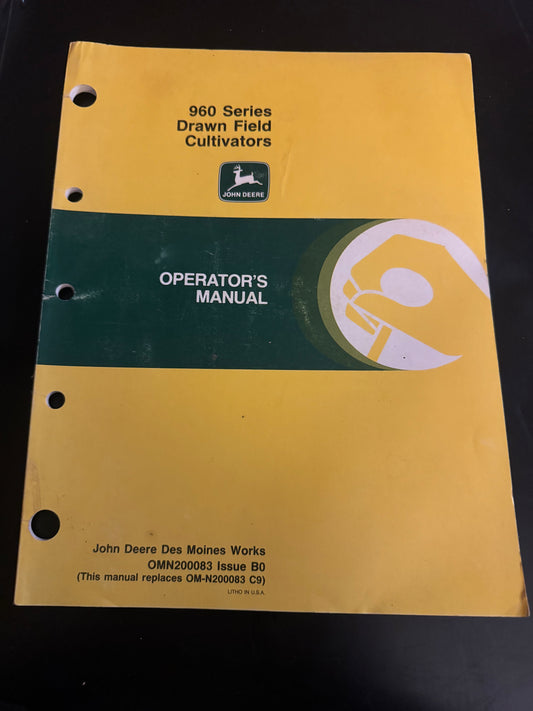 960 Series
Drawn Field
Cultivators
JOHN DEERE
OPERATOR'S
MANUAL
John Deere Des Moines Works
OMN200083 Issue B0
(This manual replaces OM-N200083 C9)
LITHO IN U.S.A.